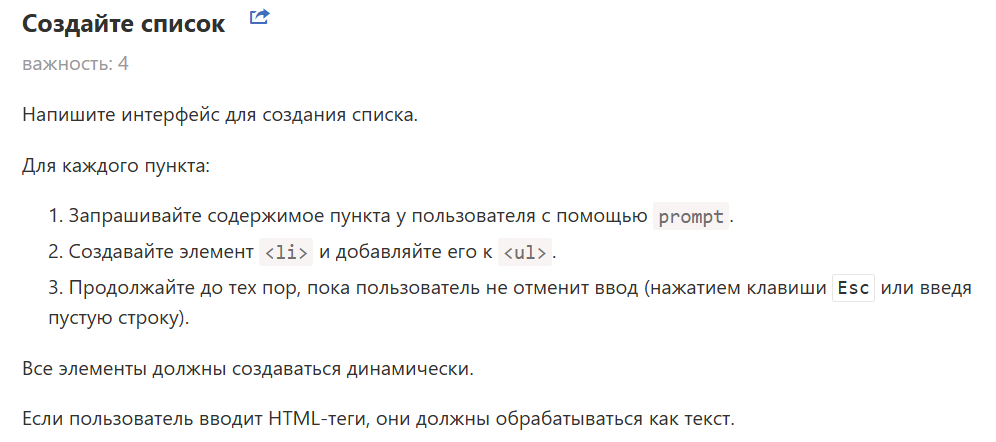 Создайте список
важность: 4
Напишите интерфейс для создания списка.
Для каждого пункта:
1. Запрашивайте содержимое пункта у пользователя с помощью prompt.
2. Создавайте элемент <li> и добавляйте его к <ul>.
3. Продолжайте до тех пор, пока пользователь не отменит ввод (нажатием клавиши Esc или введя
пустую строку).
Все элементы должны создаваться динамически.
Если пользователь вводит HTML-теги, они должны обрабатываться как текст.